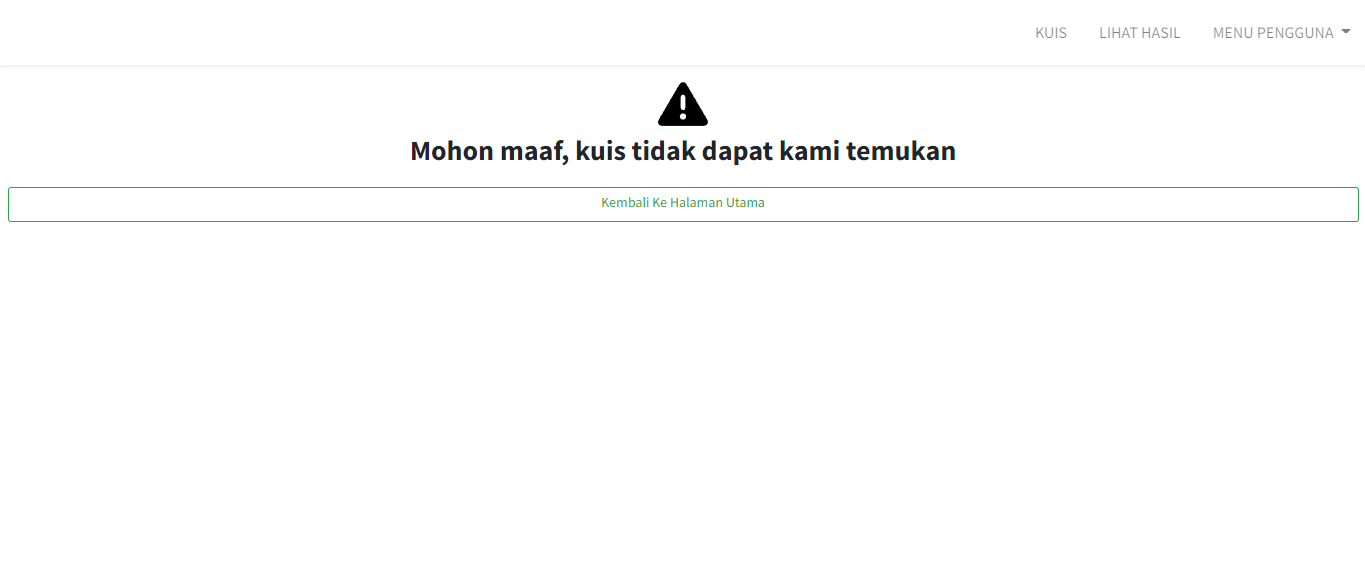 KUIS LIHAT HASIL MENU PENGGUNA
Mohon maaf, kuis tidak dapat kami temukan
Kembali Ke Halaman Utama